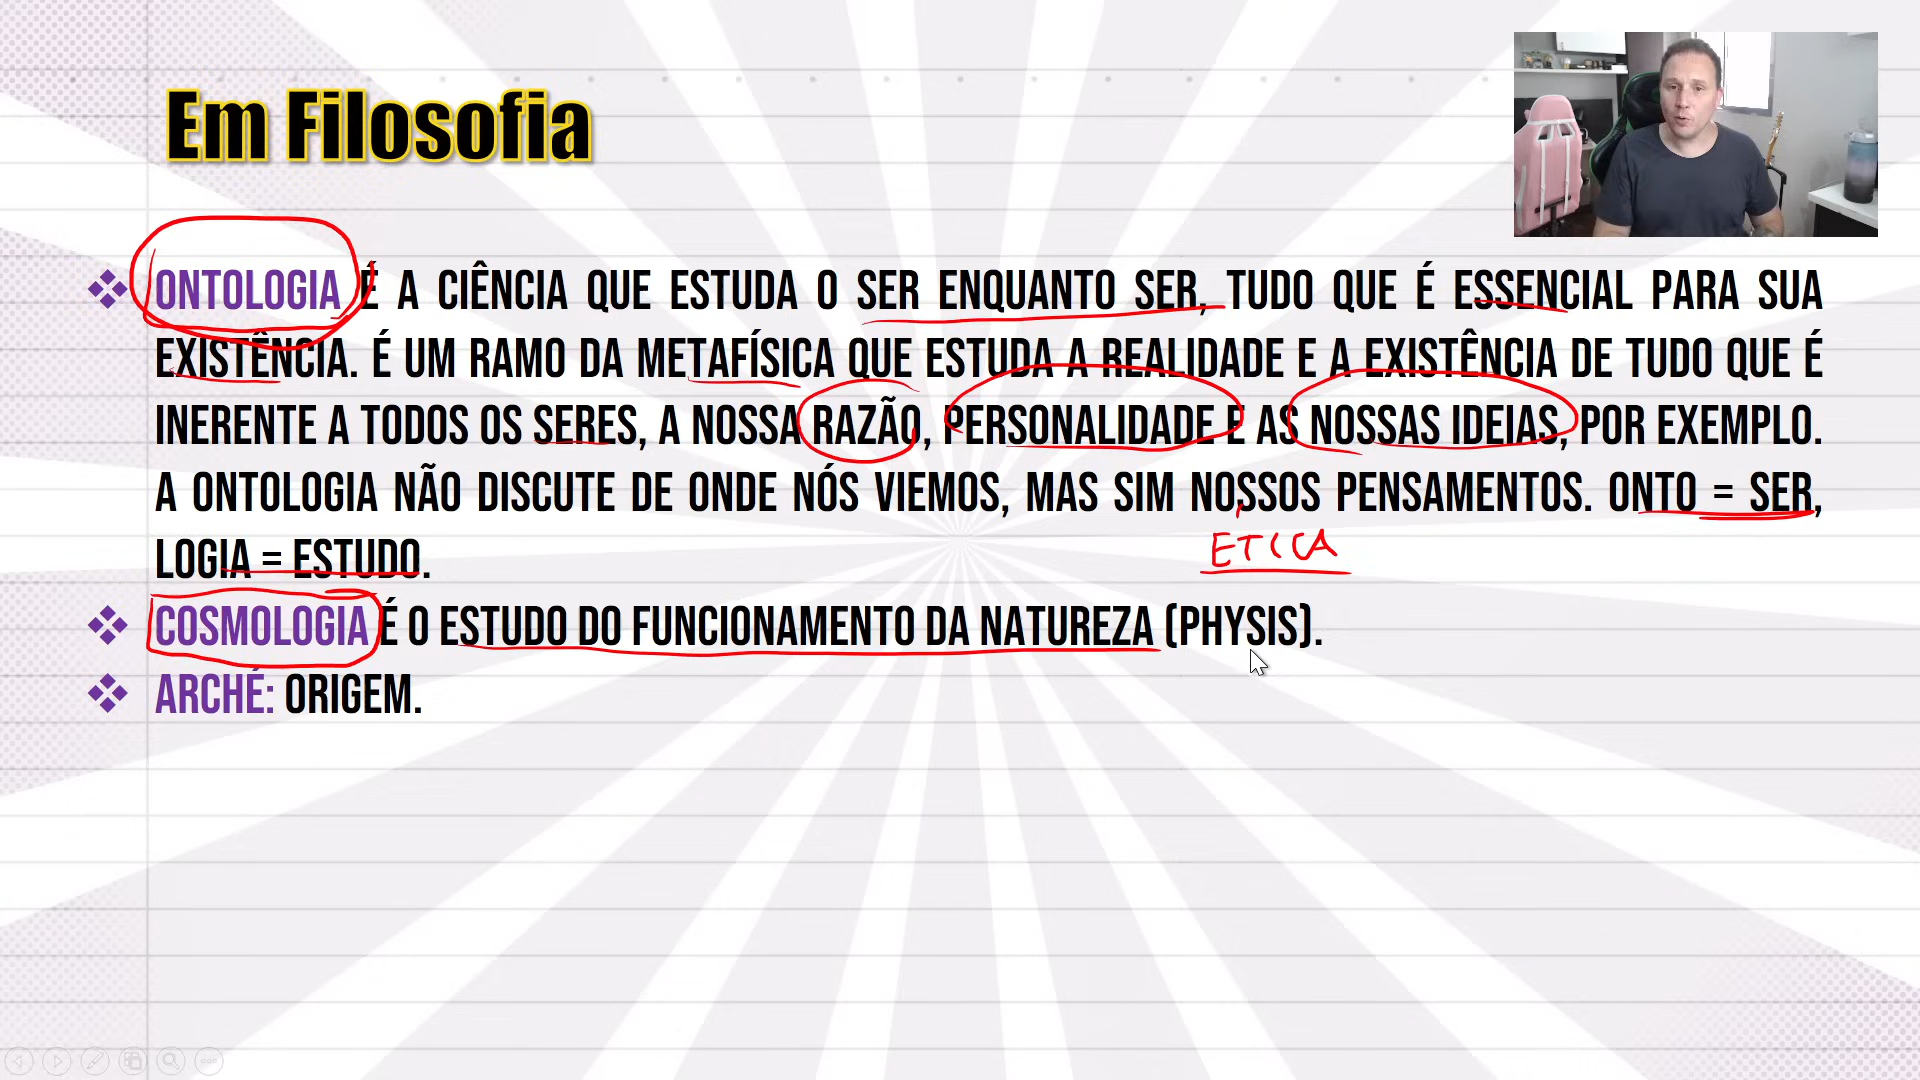 Em Filosofia
ONTOLOGIA É A CIÊNCIA QUE ESTUDA O SER ENQUANTO SER, TUDO QUE É ESSENCIAL PARA SUA
EXISTÊNCIA. É UM RAMO DA METAFÍSICA QUE ESTUDA A REALIDADE E A EXISTÊNCIA DE TUDO QUE É
INERENTE A TODOS OS SERES, A NOSSA RAZÃO, PERSONALIDADE E AS NOSSAS IDEIAS, POR EXEMPLO.
A ONTOLOGIA NÃO DISCUTE DE ONDE NÓS VIEMOS, MAS SIM NOSSOS PENSAMENTOS. ONTO = SER,
LOGIA = ESTUDO.
ÉTICA
COSMOLOGIA É O ESTUDO DO FUNCIONAMENTO DA NATUREZA (PHYSIS).
ARCHÉ: ORIGEM.